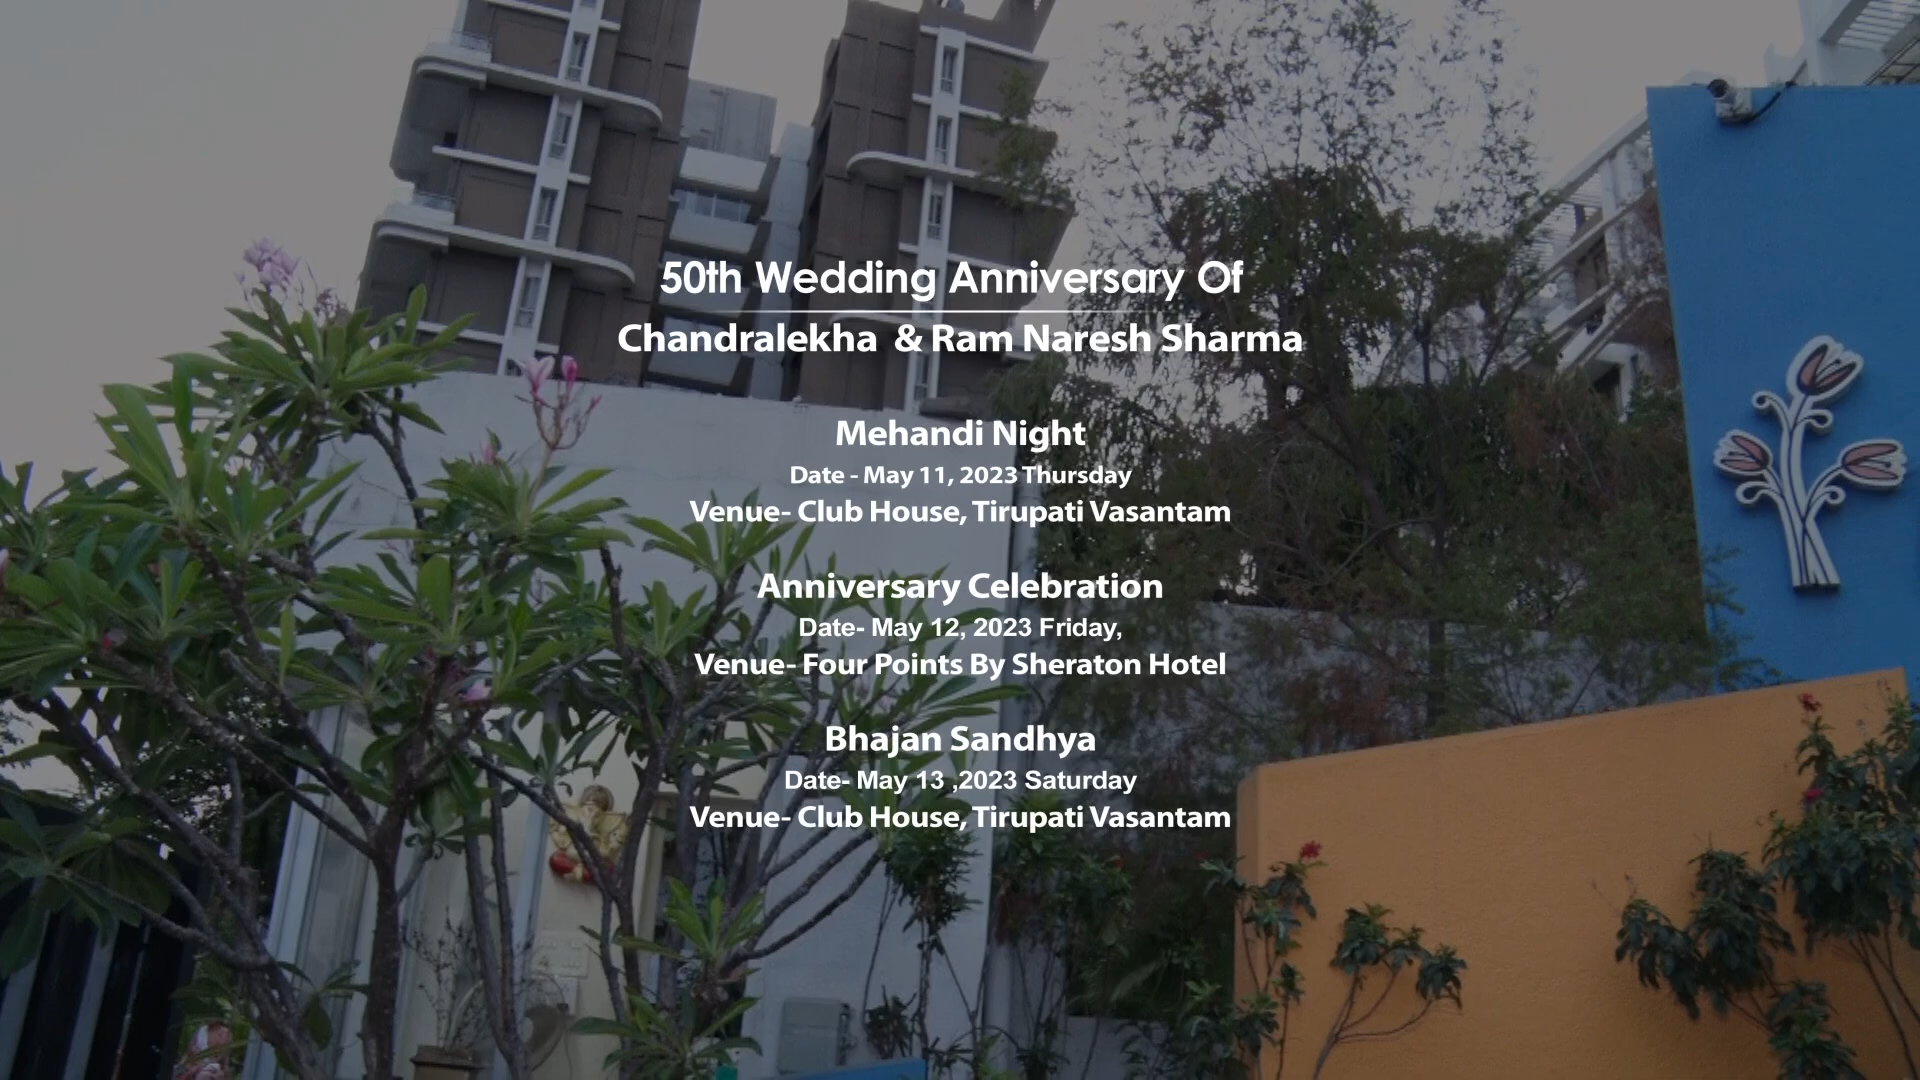 50th Wedding Anniversary Of
Chandralekha & Ram Naresh Sharma
Mehandi Night
Date - May 11, 2023 Thursday
Venue- Club House, Tirupati Vasantam
Anniversary Celebration
Date- May 12, 2023 Friday,
Venue- Four Points By Sheraton Hotel
Bhajan Sandhya
Date- May 13 ,2023 Saturday
Venue- Club House, Tirupati Vasantam